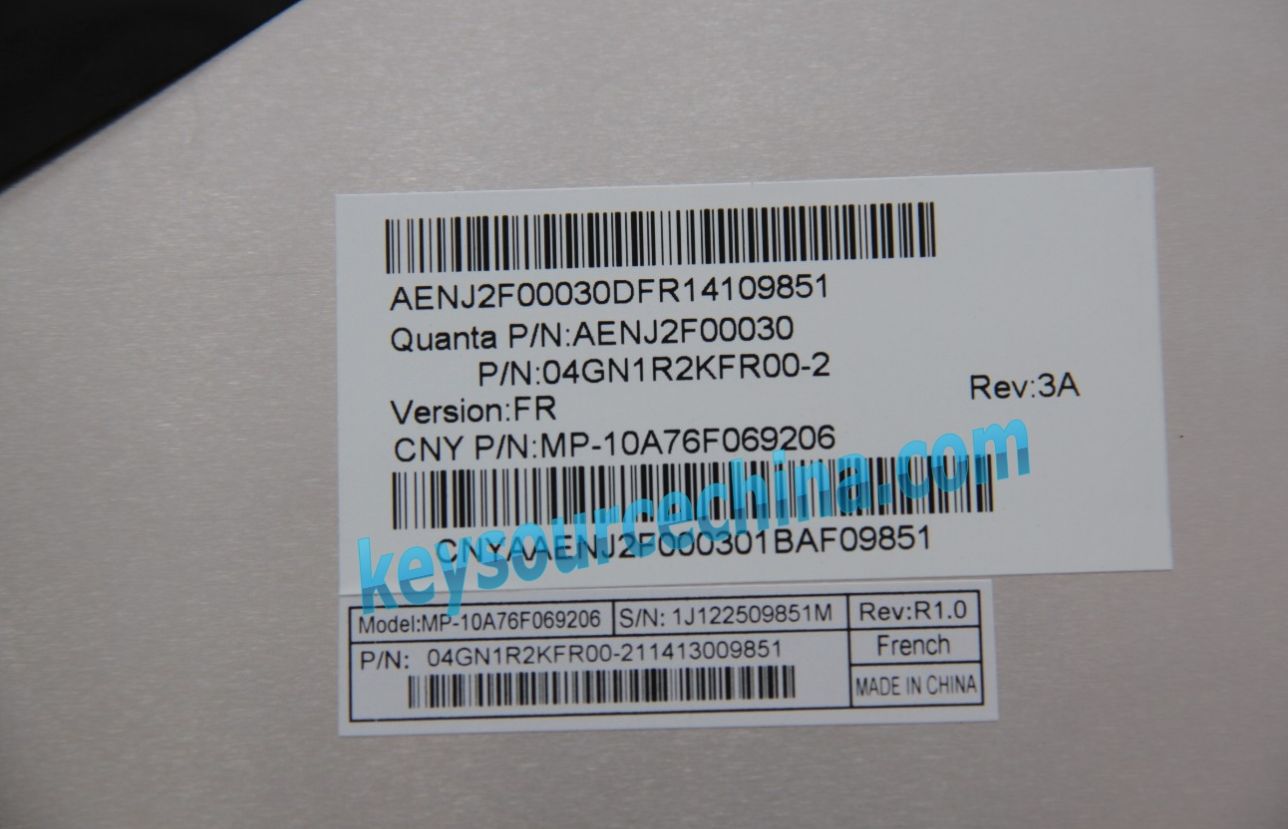 AENJ2F00030DFR14109851
Quanta P/N:AENJ2F00030
P/N:04GN1R2KFR00-2
Version:FR
Rev:3A
CNY P/N:MP-10A76F069206
keysourcechina.com
CNYAAENJ2F000301BAF09851
Model:MP-10A76F069206 S/N: 1J122509851M Rev:R1.0
P/N: 04GN1R2KFR00-211413009851 French
MADE IN CHINA